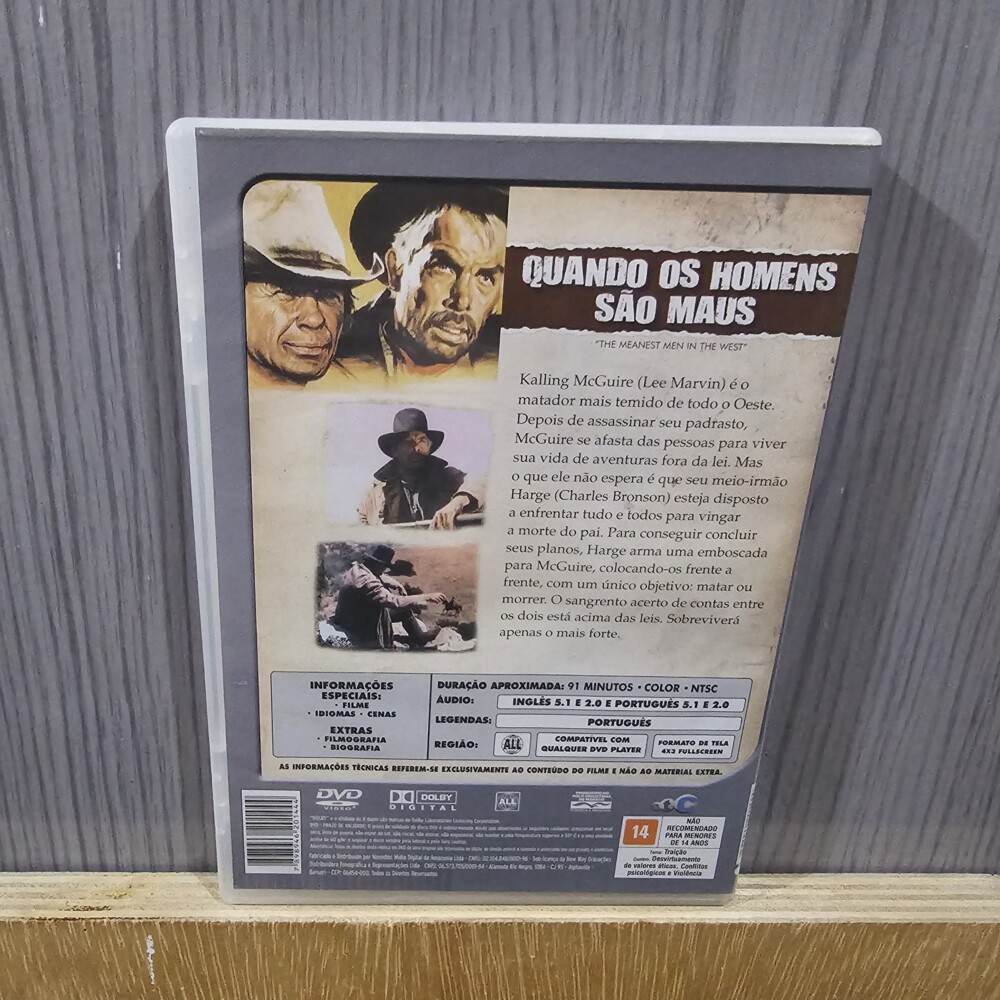 QUANDO OS HOMENS
SÃO MAUS
"THE MEANEST MEN IN THE WEST"
Kalling McGuire (Lee Marvin) é o
matador mais temido de todo o Oeste.
Depois de assassinar seu padrasto,
McGuire se afasta das pessoas para viver
sua vida de aventuras fora da lei. Mas
o que ele não espera é que seu meio-irmão
Harge (Charles Bronson) esteja disposto
a enfrentar tudo e todos para vingar
a morte do pai. Para conseguir concluir
seus planos, Harge arma uma emboscada
para McGuire, colocando-os frente a
frente, com um único objetivo: matar ou
morrer. O sangrento acerto de contas entre
os dois está acima das leis. Sobreviverá
apenas o mais forte.
INFORMAÇÕES
ESPECIAIS:
• FILME
• IDIOMAS • CENAS
EXTRAS
• FILMOGRAFIA
• BIOGRAFIA
DURAÇÃO APROXIMADA: 91 MINUTOS • COLOR • NTSC
ÁUDIO: INGLÊS 5.1 E 2.0 E PORTUGUÊS 5.1 E 2.0
LEGENDAS: PORTUGUÊS
REGIÃO: ALL
COMPATÍVEL COM
QUALQUER DVD PLAYER
FORMATO DE TELA
4X3 FULLSCREEN
AS INFORMAÇÕES TÉCNICAS REFEREM-SE EXCLUSIVAMENTE AO CONTEÚDO DO FILME E NÃO AO MATERIAL EXTRA.
DVD
VIDEO
DOLBY
DIGITAL
ALL
14
NÃO
RECOMENDADO
PARA MENORES
DE 14 ANOS
Tema: Traição
Contém: Desvirtuamento
de valores éticos, Conflitos
psicológicos e Violência
7898946201444